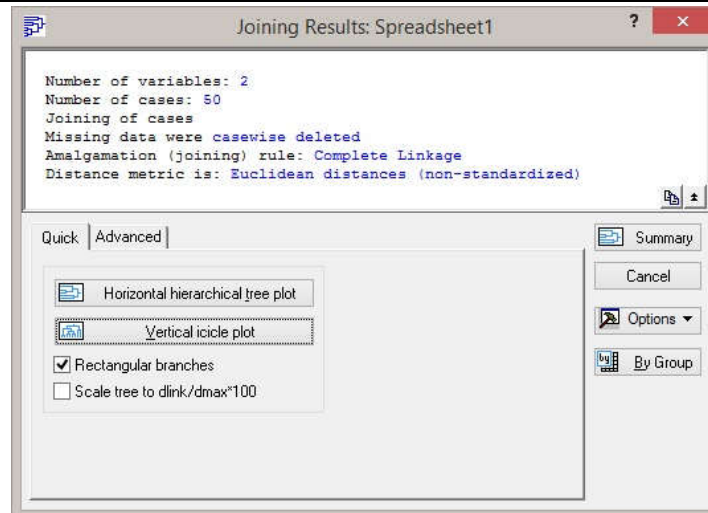 Joining Results: Spreadsheet1
?
×
Number of variables: 2
Number of cases: 50
Joining of cases
Missing data were casewise deleted
Amalgamation (joining) rule: Complete Linkage
Distance metric is: Euclidean distances (non-standardized)
Quick
Advanced
Horizontal hierarchical tree plot
Vertical icicle plot
Rectangular branches
Scale tree to dlink/dmax*100
Summary
Cancel
Options
by
By Group